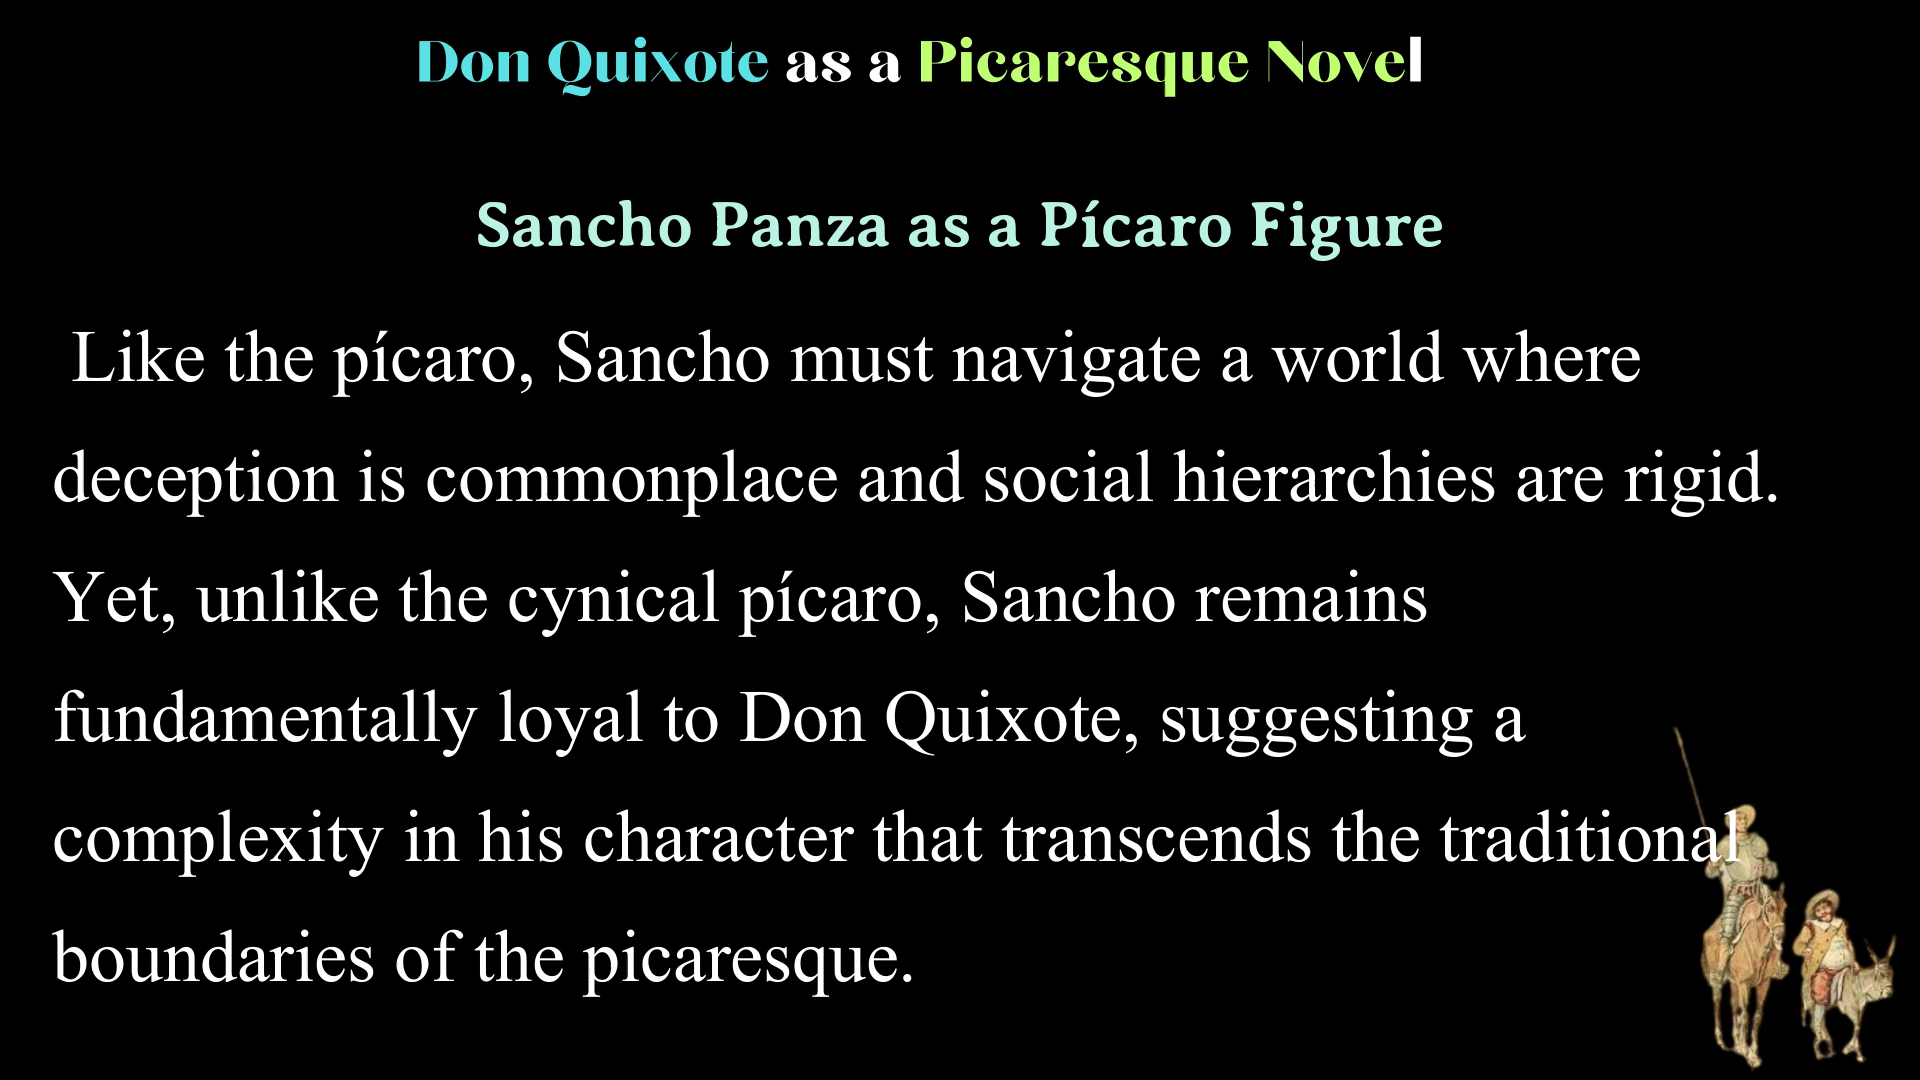 Don Quixote as a Picaresque Novel
Sancho Panza as a Pícaro Figure
Like the pícaro, Sancho must navigate a world where
deception is commonplace and social hierarchies are rigid.
Yet, unlike the cynical pícaro, Sancho remains
fundamentally loyal to Don Quixote, suggesting a
complexity in his character that transcends the traditional
boundaries of the picaresque.